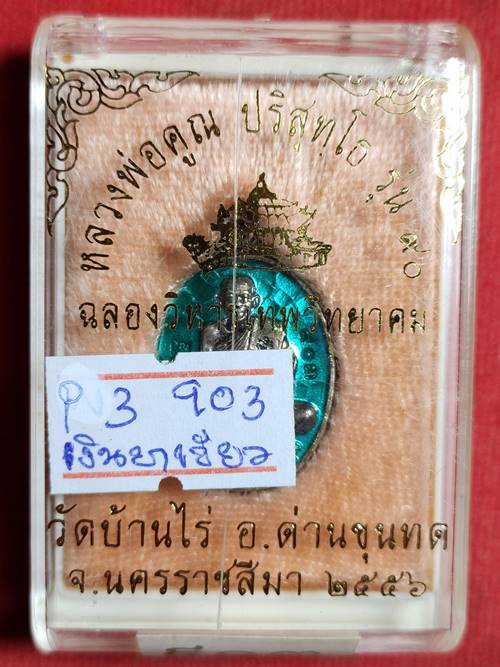 หลวงพ่อคูณ ปริสุทฺโธ รุ่น ๙๐
ฉลองวิหารเทพวิทยาคม
P 3 903
เงินยาเขียว
วัดบ้านไร่ อ.ด่านขุนทด
จ.นครราชสีมา ๒๕๕๖